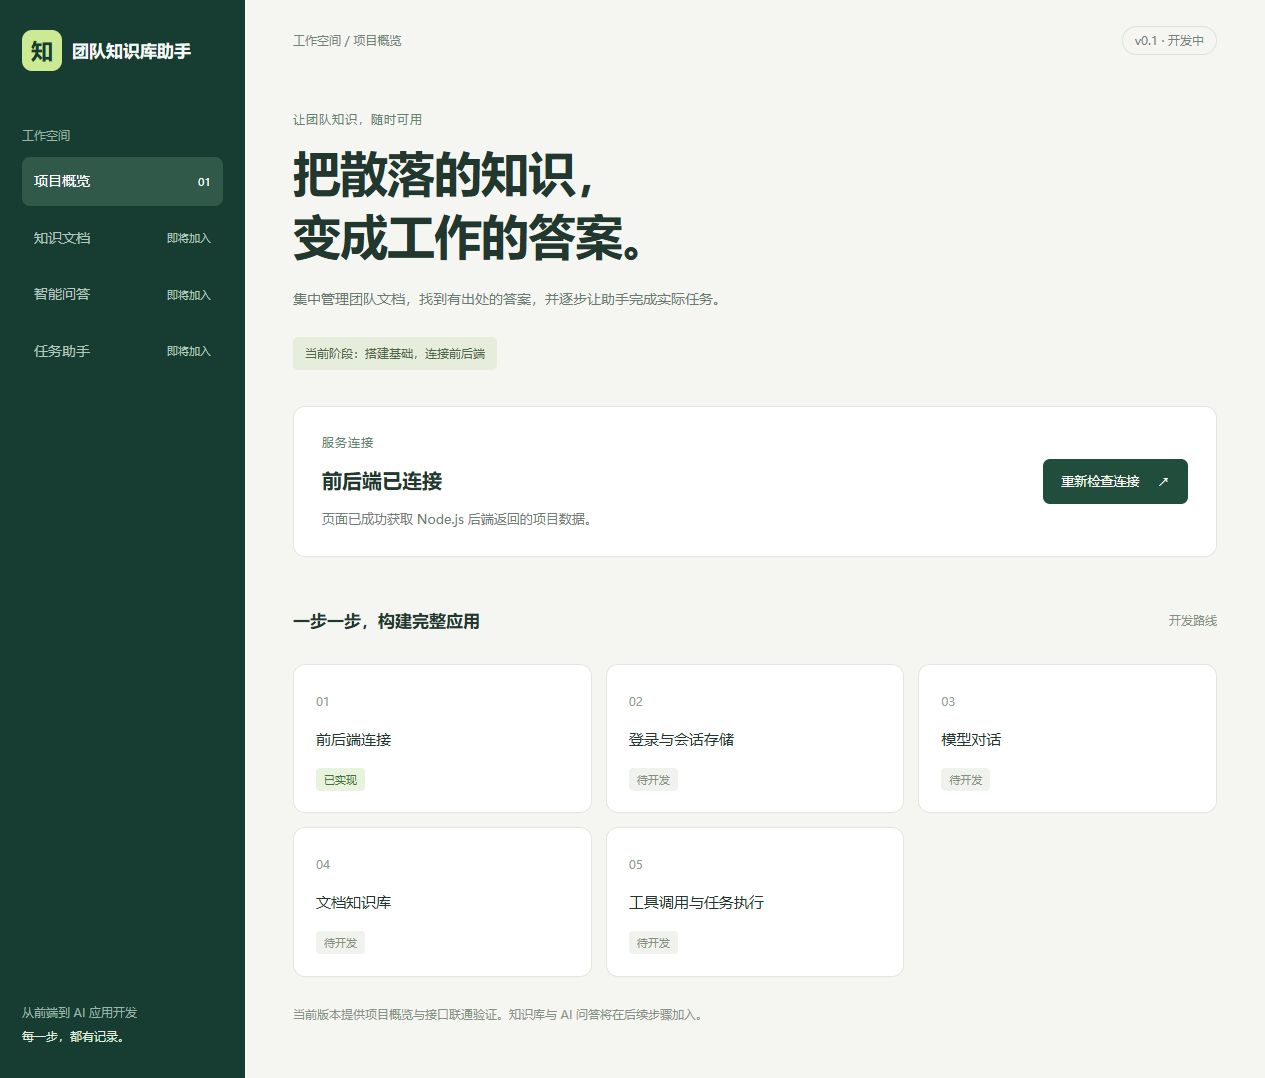 知 团队知识库助手
工作空间
项目概览 01
知识文档 即将加入
智能问答 即将加入
任务助手 即将加入
从前端到 AI 应用开发
每一步，都有记录。
工作空间 / 项目概览
v0.1 · 开发中
让团队知识，随时可用
把散落的知识，
变成工作的答案。
集中管理团队文档，找到有出处的答案，并逐步让助手完成实际任务。
当前阶段：搭建基础，连接前后端
服务连接
前后端已连接
页面已成功获取 Node.js 后端返回的项目数据。
重新检查连接 ↗
一步一步，构建完整应用
开发路线
01
前后端连接
已实现
02
登录与会话存储
待开发
03
模型对话
待开发
04
文档知识库
待开发
05
工具调用与任务执行
待开发
当前版本提供项目概览与接口联通验证。知识库与 AI 问答将在后续步骤加入。